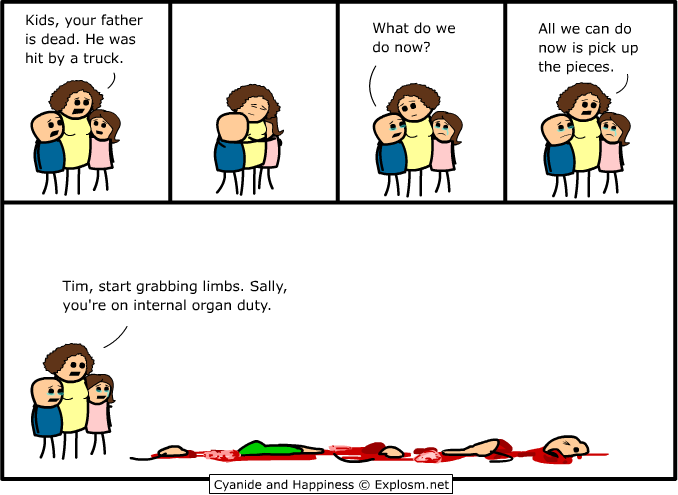 Kids, your father
is dead. He was
hit by a truck.
What do we
do now?
All we can do
now is pick up
the pieces.
Tim, start grabbing limbs. Sally,
you're on internal organ duty.
Cyanide and Happiness © Explosm.net